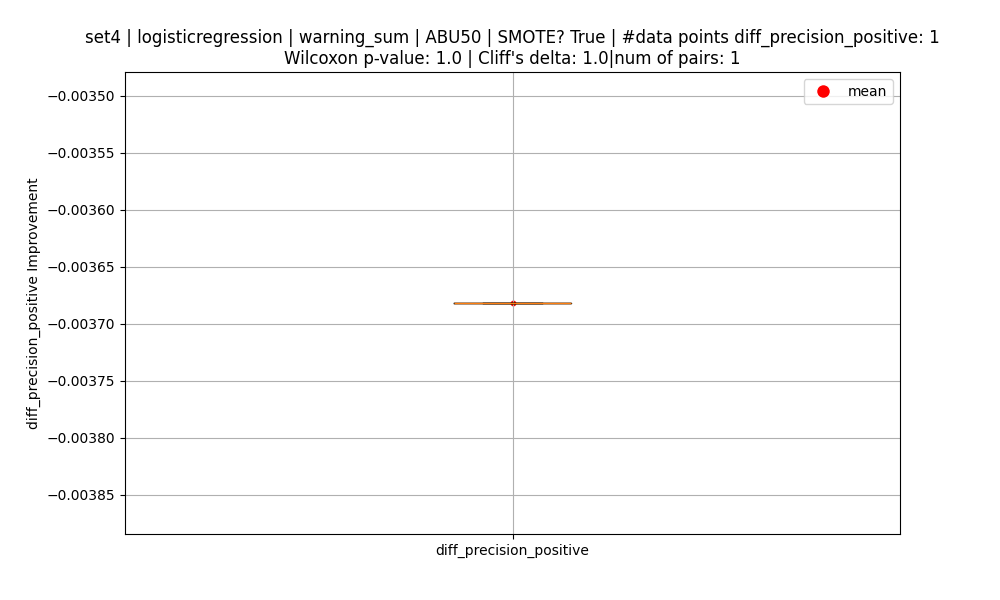 set4 | logisticregression | warning_sum | ABU50 | SMOTE? True | #data points diff_precision_positive: 1
Wilcoxon p-value: 1.0 | Cliff's delta: 1.0|num of pairs: 1
mean
−0.00350
−0.00355
−0.00360
−0.00365
−0.00370
−0.00375
−0.00380
−0.00385
diff_precision_positive Improvement
diff_precision_positive